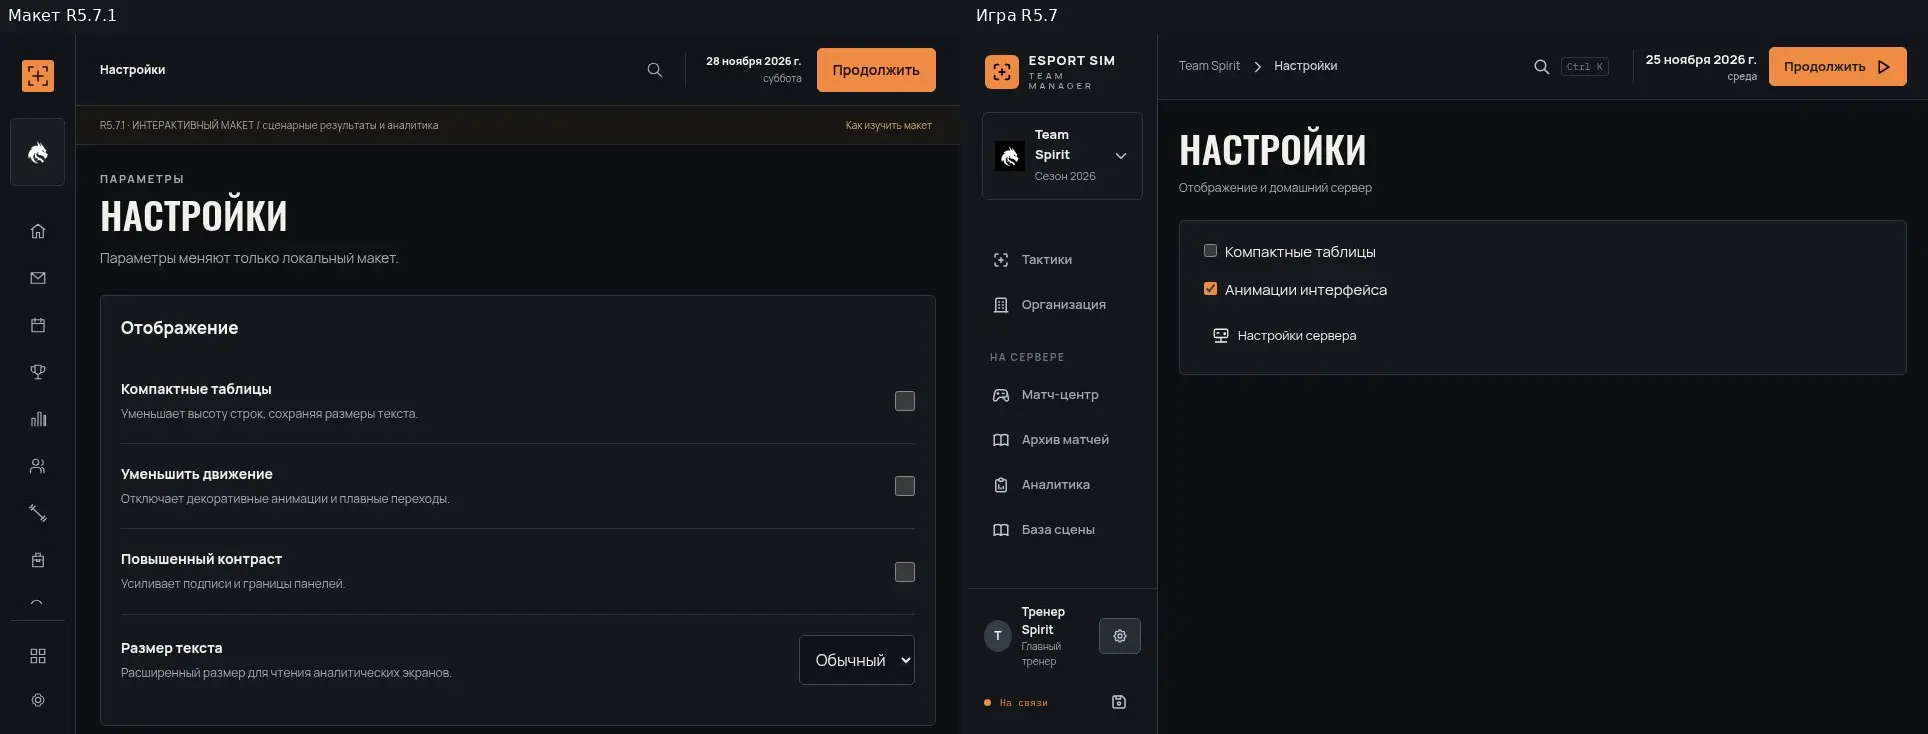 Макет R5.7.1
Настройки
28 ноября 2026 г.
суббота
Продолжить
R5.7.1 · ИНТЕРАКТИВНЫЙ МАКЕТ / сценарные результаты и аналитика
Как изучить макет
ПАРАМЕТРЫ
НАСТРОЙКИ
Параметры меняют только локальный макет.
Отображение
Компактные таблицы
Уменьшает высоту строк, сохраняя размеры текста.
Уменьшить движение
Отключает декоративные анимации и плавные переходы.
Повышенный контраст
Усиливает подписи и границы панелей.
Размер текста
Расширенный размер для чтения аналитических экранов.
Обычный
Игра R5.7
ESPORT SIM
TEAM
MANAGER
Team
Spirit
Сезон 2026
Тактики
Организация
НА СЕРВЕРЕ
Матч-центр
Архив матчей
Аналитика
База сцены
Т
Тренер
Spirit
Главный
тренер
На связи
Team Spirit
Настройки
Ctrl K
25 ноября 2026 г.
среда
Продолжить
НАСТРОЙКИ
Отображение и домашний сервер
Компактные таблицы
Анимации интерфейса
Настройки сервера